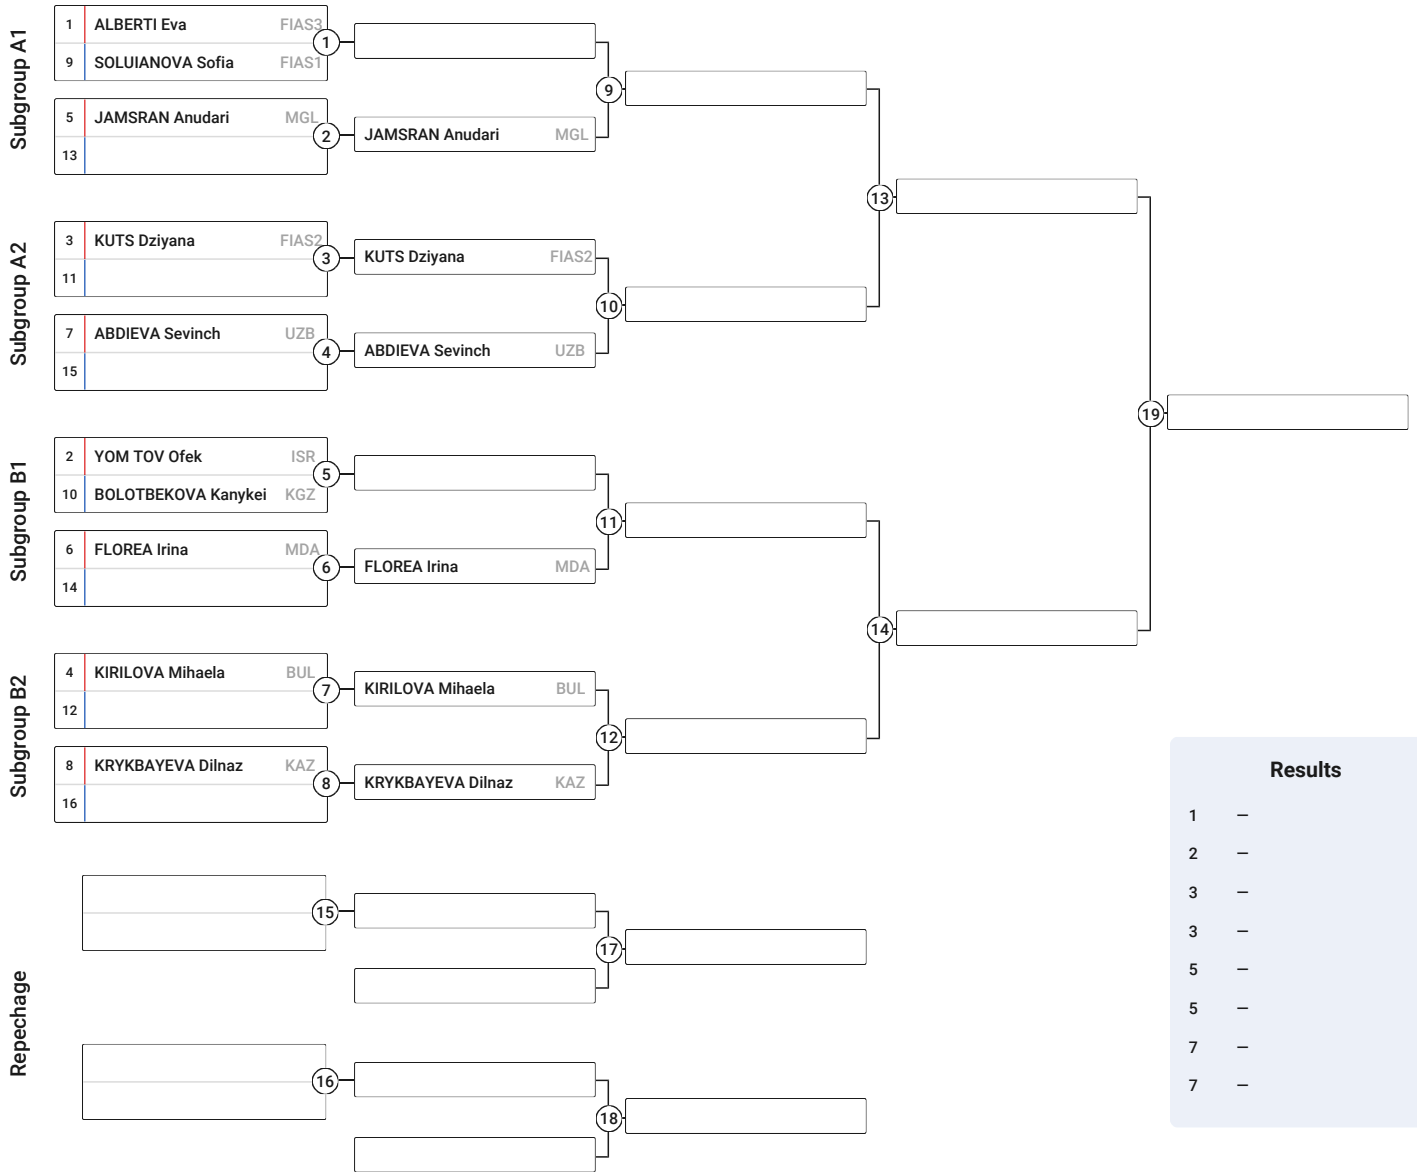 Subgroup A1
1 ALBERTI Eva FIAS3
9 SOLUIANOVA Sofia FIAS1
1
5 JAMSRAN Anudari MGL
13
2
JAMSRAN Anudari MGL
9
Subgroup A2
3 KUTS Dziyana FIAS2
11
3
KUTS Dziyana FIAS2
7 ABDIEVA Sevinch UZB
15
4
ABDIEVA Sevinch UZB
10
13
Subgroup B1
2 YOM TOV Ofek ISR
10 BOLOTBEKOVA Kanykei KGZ
5
6 FLOREA Irina MDA
14
6
FLOREA Irina MDA
11
Subgroup B2
4 KIRILOVA Mihaela BUL
12
7
KIRILOVA Mihaela BUL
8 KRYKBAYEVA Dilnaz KAZ
16
8
KRYKBAYEVA Dilnaz KAZ
12
14
19
Repechage
15
17
16
18
Results
1 –
2 –
3 –
3 –
5 –
5 –
7 –
7 –